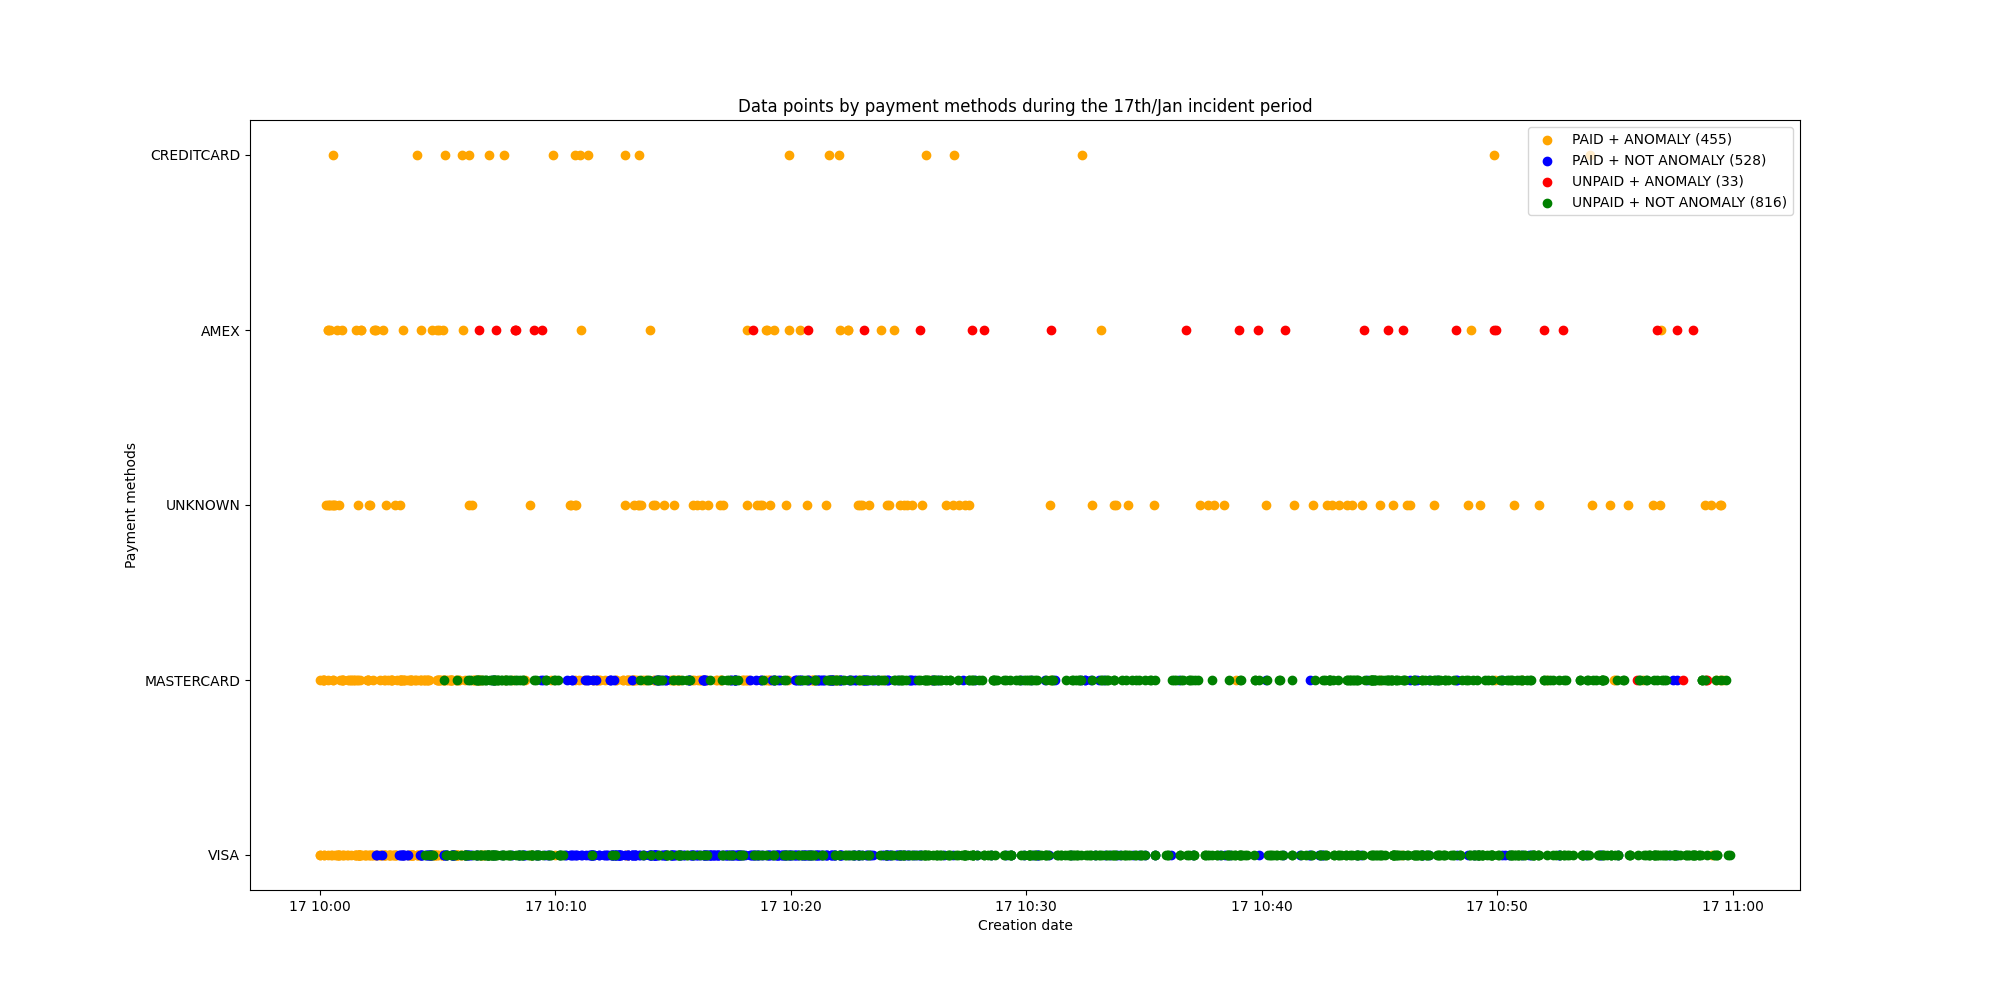 Data points by payment methods during the 17th/Jan incident period
PAID + ANOMALY (455)
PAID + NOT ANOMALY (528)
UNPAID + ANOMALY (33)
UNPAID + NOT ANOMALY (816)
Payment methods
CREDITCARD
AMEX
UNKNOWN
MASTERCARD
VISA
17 10:00 17 10:10 17 10:20 17 10:30 17 10:40 17 10:50 17 11:00
Creation date